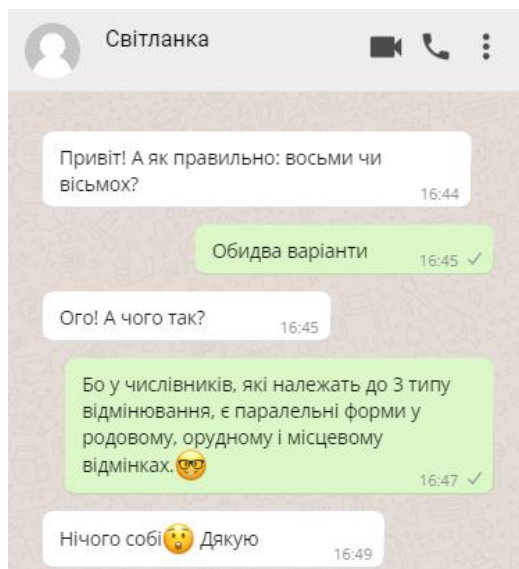 Світланка
Привіт! А як правильно: восьми чи
вісьмох?
16:44
Обидва варіанти
16:45
Ого! А чого так?
16:45
Бо у числівників, які належать до 3 типу
відмінювання, є паралельні форми у
родовому, орудному і місцевому
відмінках.🤓
16:47
Нічого собі😲 Дякую
16:49